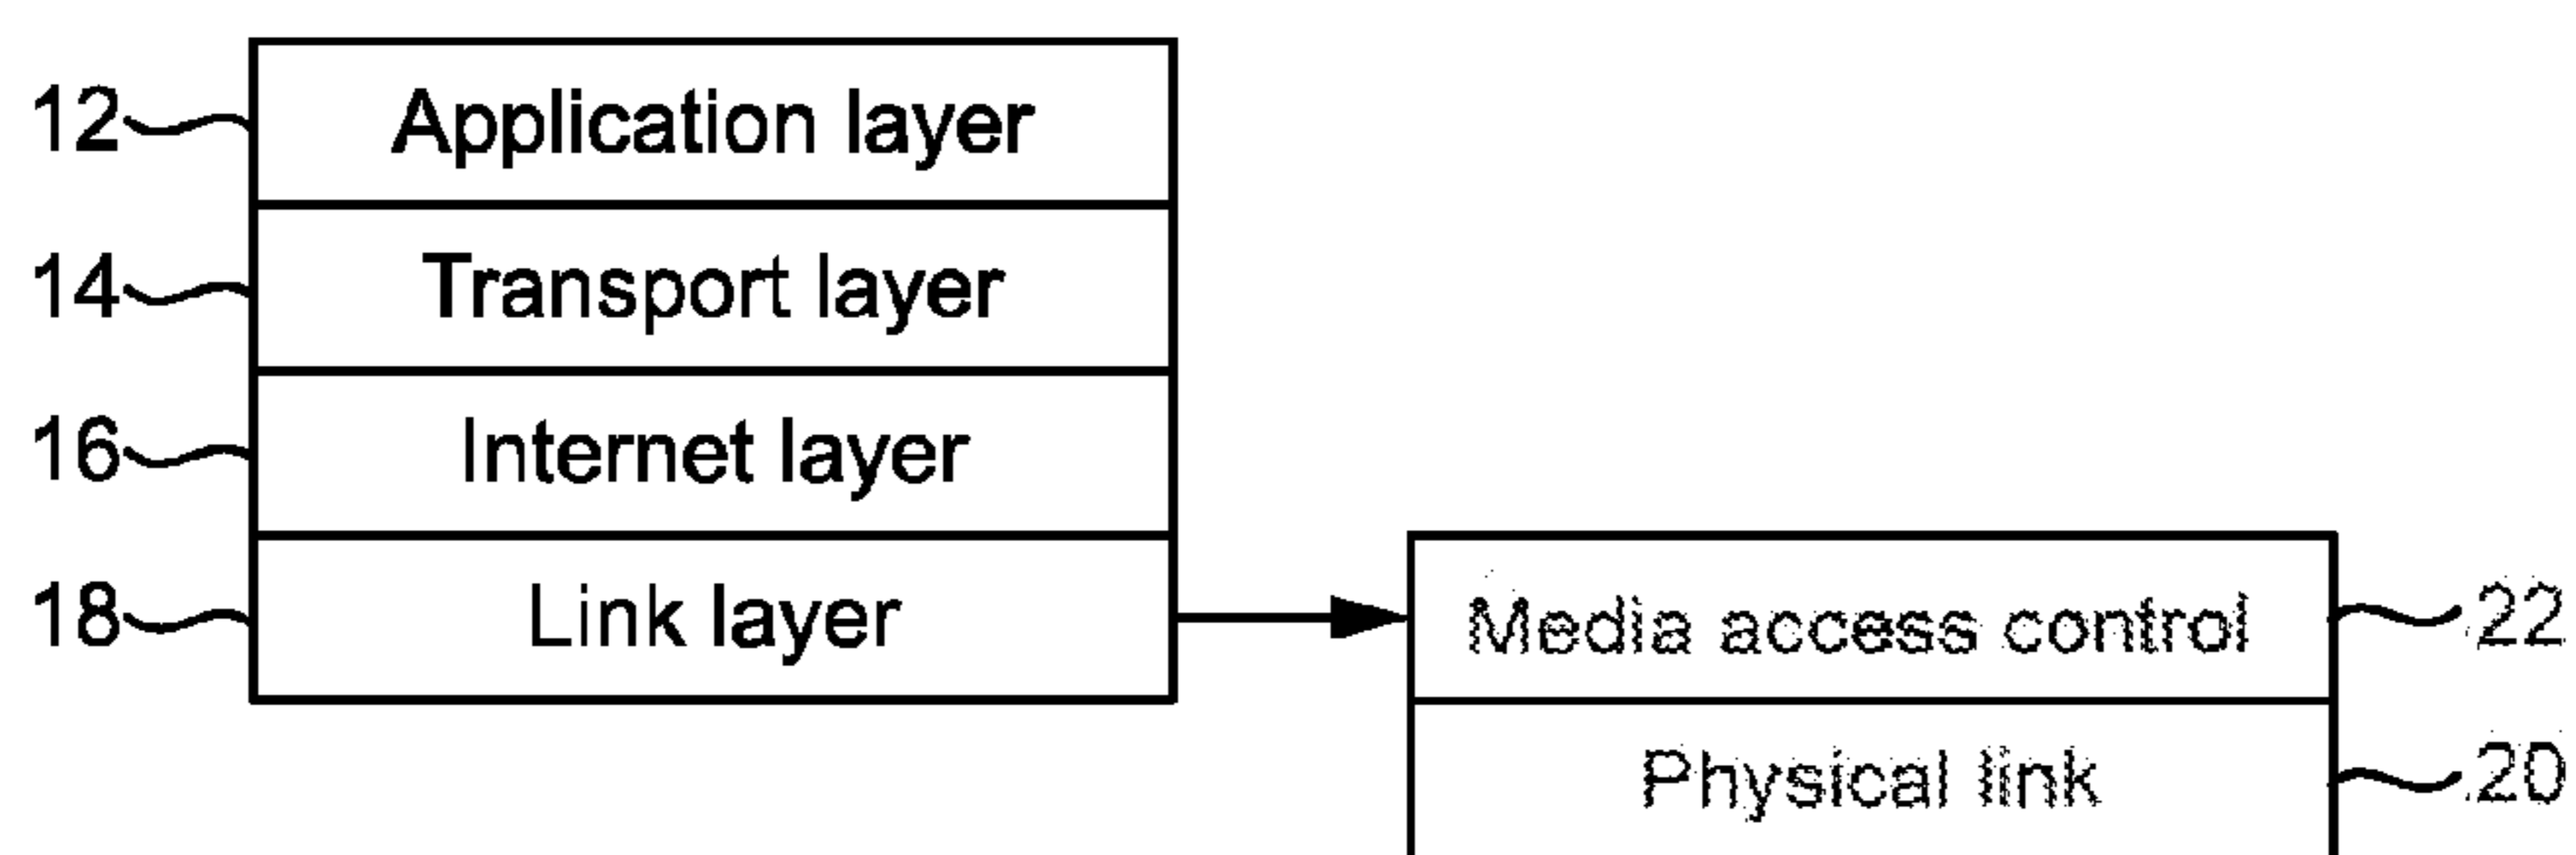 12 Application layer
14 Transport layer
16 Internet layer
18 Link layer
Media access control 22
Physical link 20